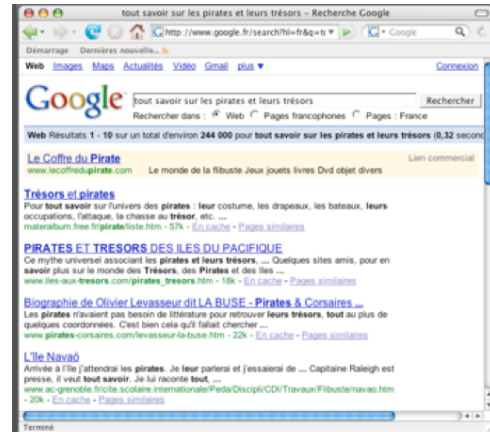 tout savoir sur les pirates et leurs trésors - Recherche Google
http://www.google.fr/search?hl=fr&q=t
Google
Démarrage Dernières nouvelle...
Web Images Maps Actualités Vidéo Gmail plus ▼ Connexion
Google
tout savoir sur les pirates et leurs trésors Rechercher
Rechercher dans : Web Pages francophones Pages : France
Web Résultats 1 - 10 sur un total d'environ 244 000 pour tout savoir sur les pirates et leurs trésors (0,32 second
Le Coffre du Pirate Lien commercial
www.lecoffredupirate.com Le monde de la flibuste Jeux jouets livres Dvd objet divers
Trésors et pirates
Pour tout savoir sur l'univers des pirates : leur costume, les drapeaux, les bateaux, leurs
occupations, l'attaque, la chasse au trésor, etc. ...
materalbum.free.fr/pirate/liste.htm - 57k - En cache - Pages similaires
PIRATES ET TRESORS DES ILES DU PACIFIQUE
Ce mythe universel associant les pirates et leurs trésors, ... Quelques sites amis, pour en
savoir plus sur le monde des Trésors, des Pirates et des Iles ...
www.iles-aux-tresors.com/pirates_tresors.htm - 18k - En cache - Pages similaires
Biographie de Olivier Levasseur dit LA BUSE - Pirates & Corsaires ...
Les pirates n'avaient pas besoin de littérature pour retrouver leurs trésors, tout au plus de
quelques coordonnées. C'est bien cela qu'il fallait chercher ...
www.pirates-corsaires.com/levasseur-la-buse.htm - 22k - En cache - Pages similaires
L'île Navaò
Arrivée à l'île j'attendrai les pirates. Je leur parlerai et j'essaierai de ... Capitaine Raleigh est
presse, il veut tout savoir. Je lui raconte tout, ...
www.ac-grenoble.fr/cite.scolaire.internationale/Peda/Discipli/CDI/Travaux/Flibuste/navao.htm
- 20k - En cache - Pages similaires
Terminé